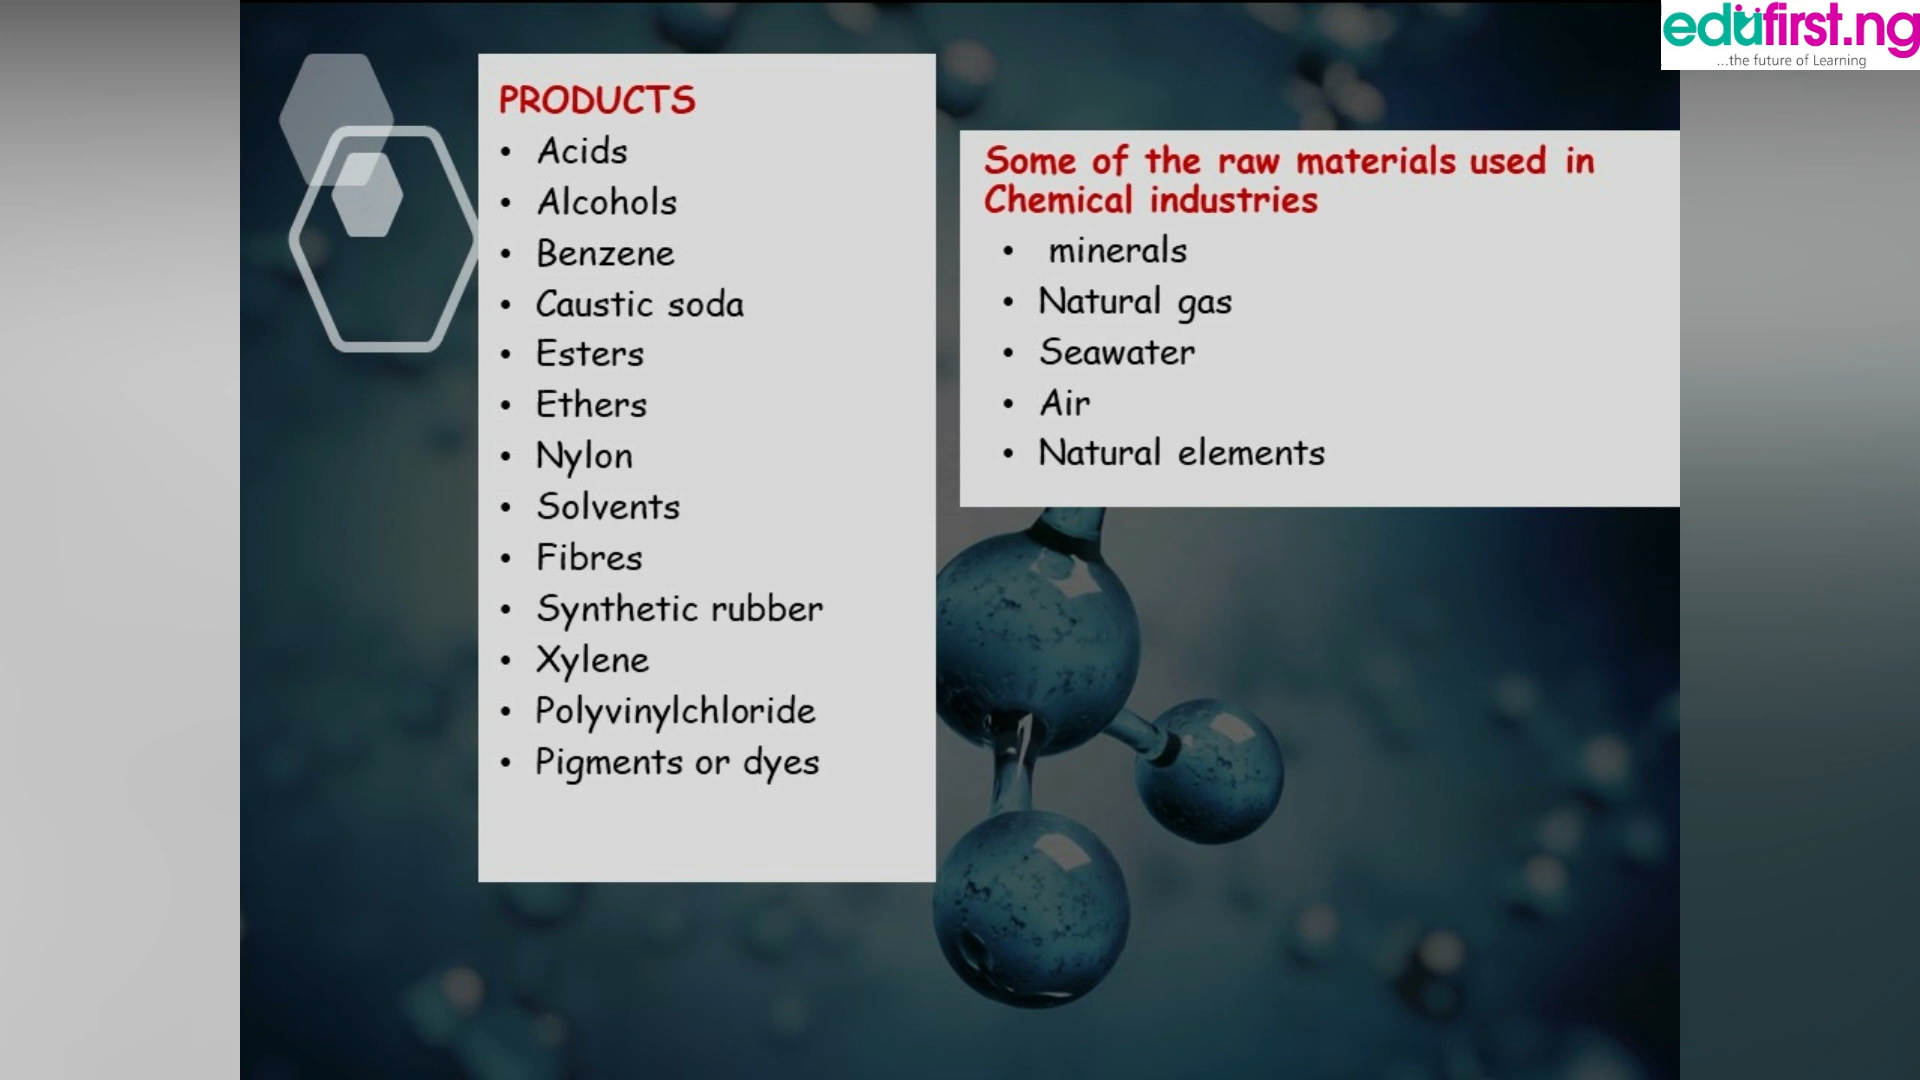 edufirst.ng
...the future of Learning
PRODUCTS
• Acids
• Alcohols
• Benzene
• Caustic soda
• Esters
• Ethers
• Nylon
• Solvents
• Fibres
• Synthetic rubber
• Xylene
• Polyvinylchloride
• Pigments or dyes
Some of the raw materials used in
Chemical industries
• minerals
• Natural gas
• Seawater
• Air
• Natural elements